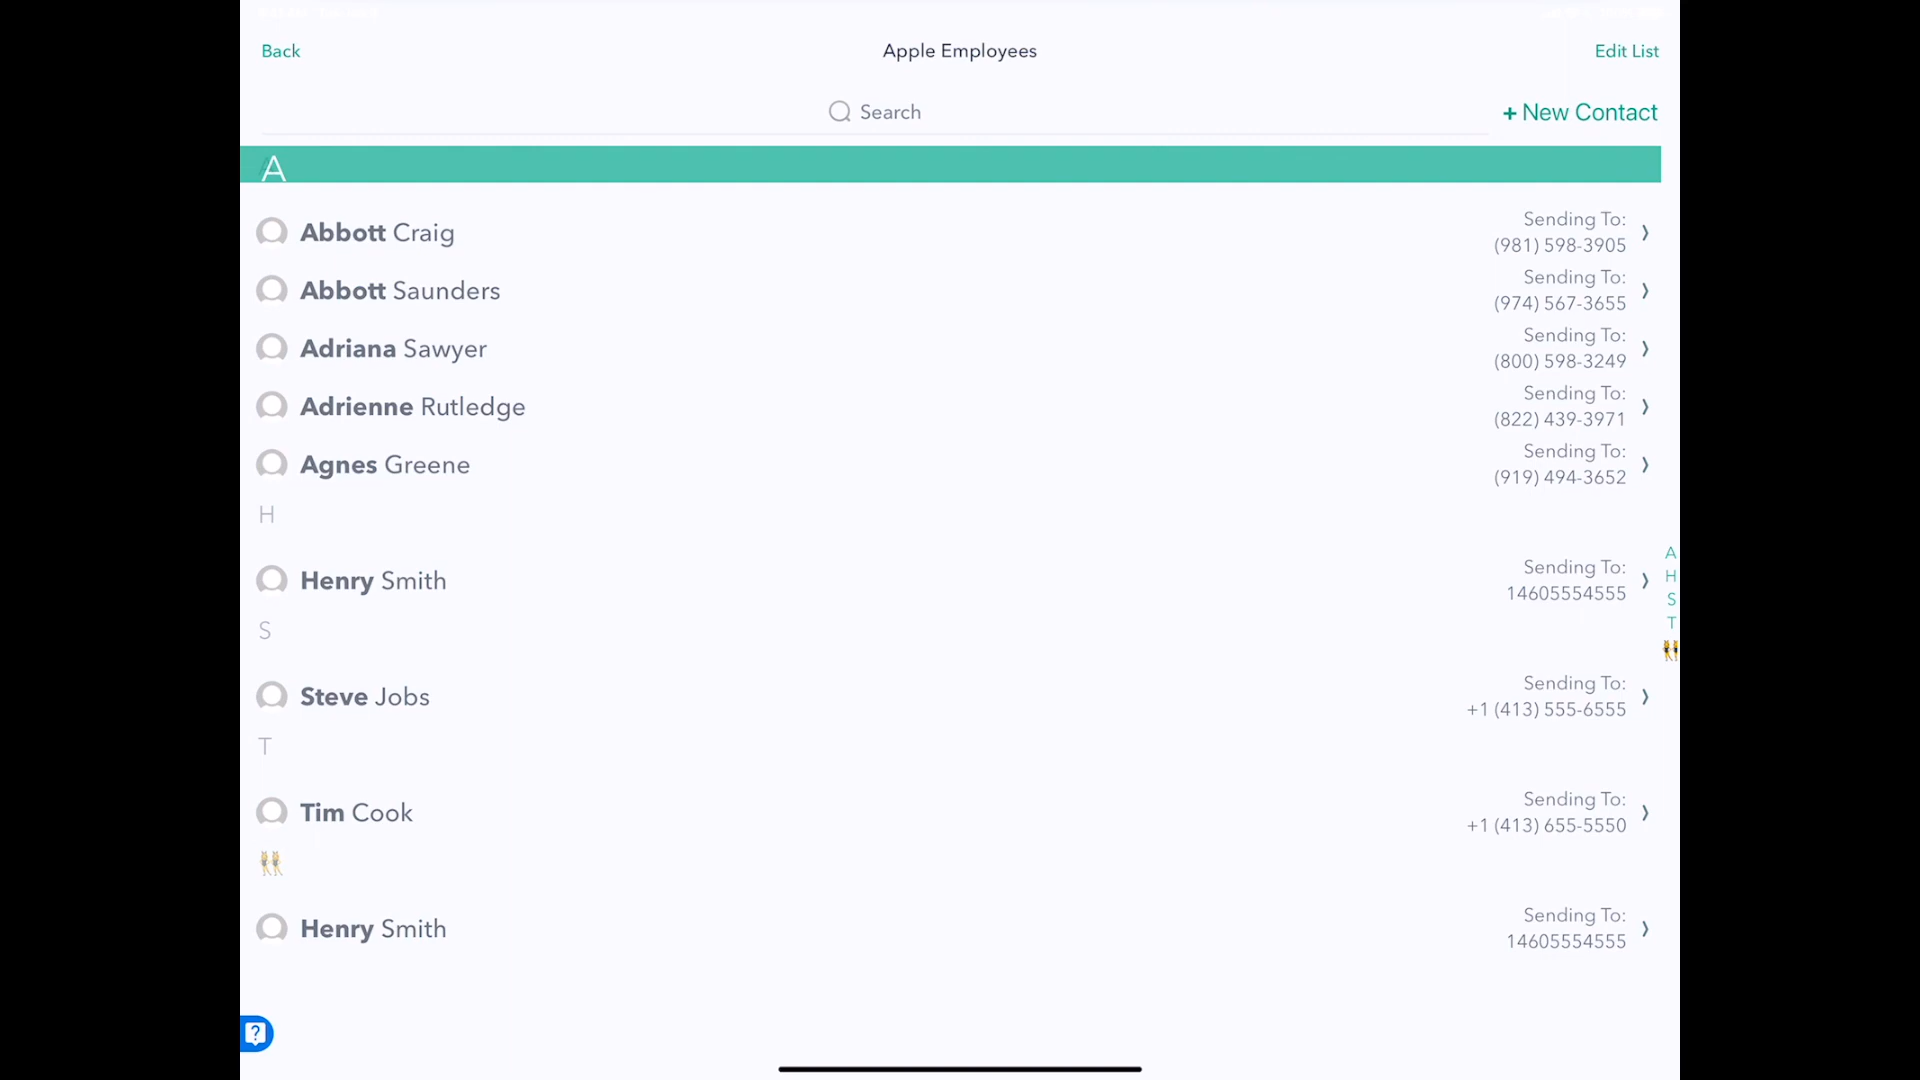 Back
Apple Employees
Edit List
Search
+ New Contact
A
Abbott Craig
Sending To:
(981) 598-3905
Abbott Saunders
Sending To:
(974) 567-3655
Adriana Sawyer
Sending To:
(800) 598-3249
Adrienne Rutledge
Sending To:
(822) 439-3971
Agnes Greene
Sending To:
(919) 494-3652
H
Henry Smith
Sending To:
14605554555
S
Steve Jobs
Sending To:
+1 (413) 555-6555
T
Tim Cook
Sending To:
+1 (413) 655-5550
👯
Henry Smith
Sending To:
14605554555
A
H
S
T
👯
?